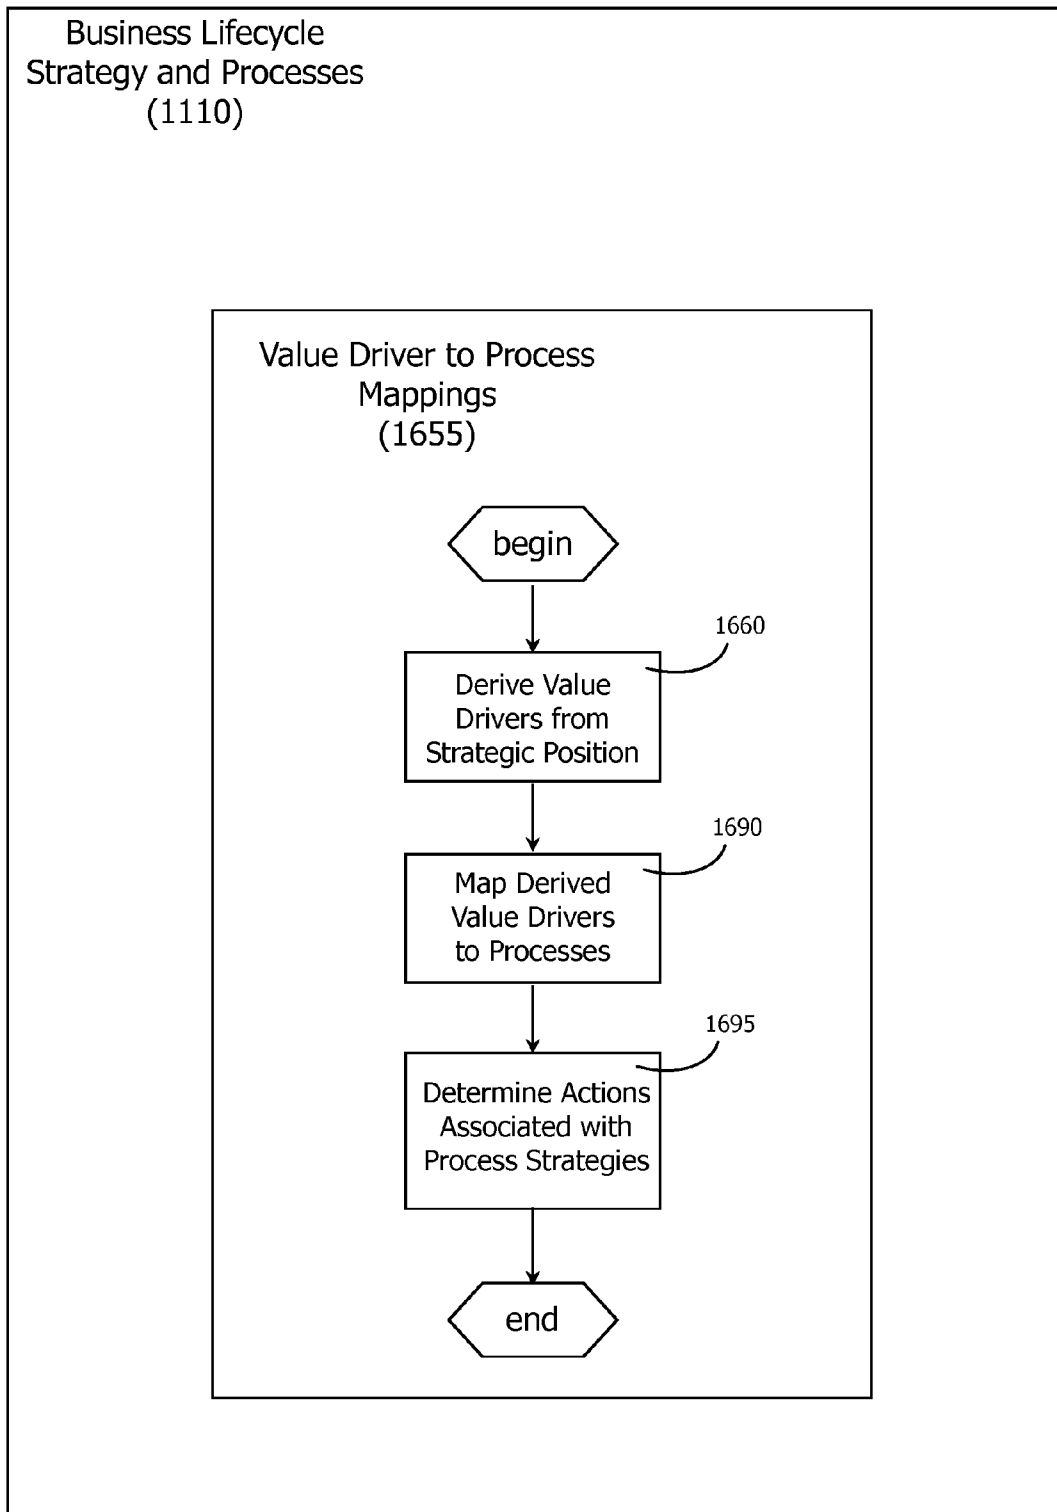 Business Lifecycle
Strategy and Processes
(1110)
Value Driver to Process
Mappings
(1655)
begin
1660
Derive Value
Drivers from
Strategic Position
1690
Map Derived
Value Drivers
to Processes
1695
Determine Actions
Associated with
Process Strategies
end